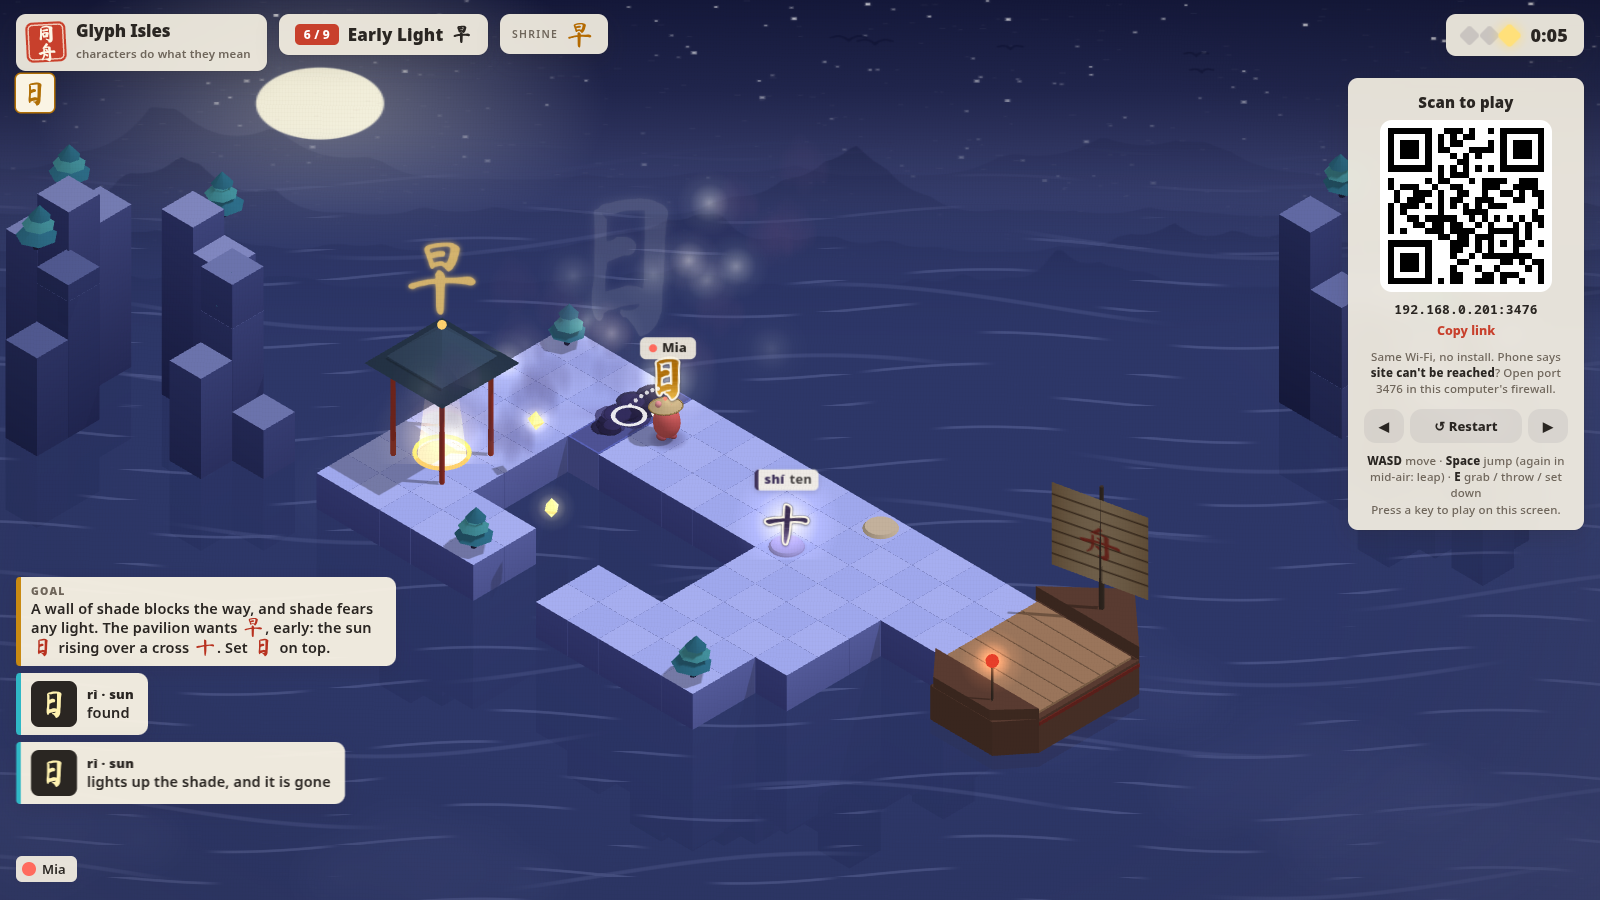 同舟
Glyph Isles
characters do what they mean
6 / 9 Early Light 早
SHRINE 早
0:05
日
Scan to play
192.168.0.201:3476
Copy link
Same Wi-Fi, no install. Phone says
site can't be reached? Open port
3476 in this computer's firewall.
◀ ↺ Restart ▶
WASD move · Space jump (again in
mid-air: leap) · E grab / throw / set
down
Press a key to play on this screen.
早
日
Mia
日
shí ten
十
舟
GOAL
A wall of shade blocks the way, and shade fears
any light. The pavilion wants 早, early: the sun
日 rising over a cross 十. Set 日 on top.
日 rì · sun
found
日 rì · sun
lights up the shade, and it is gone
Mia